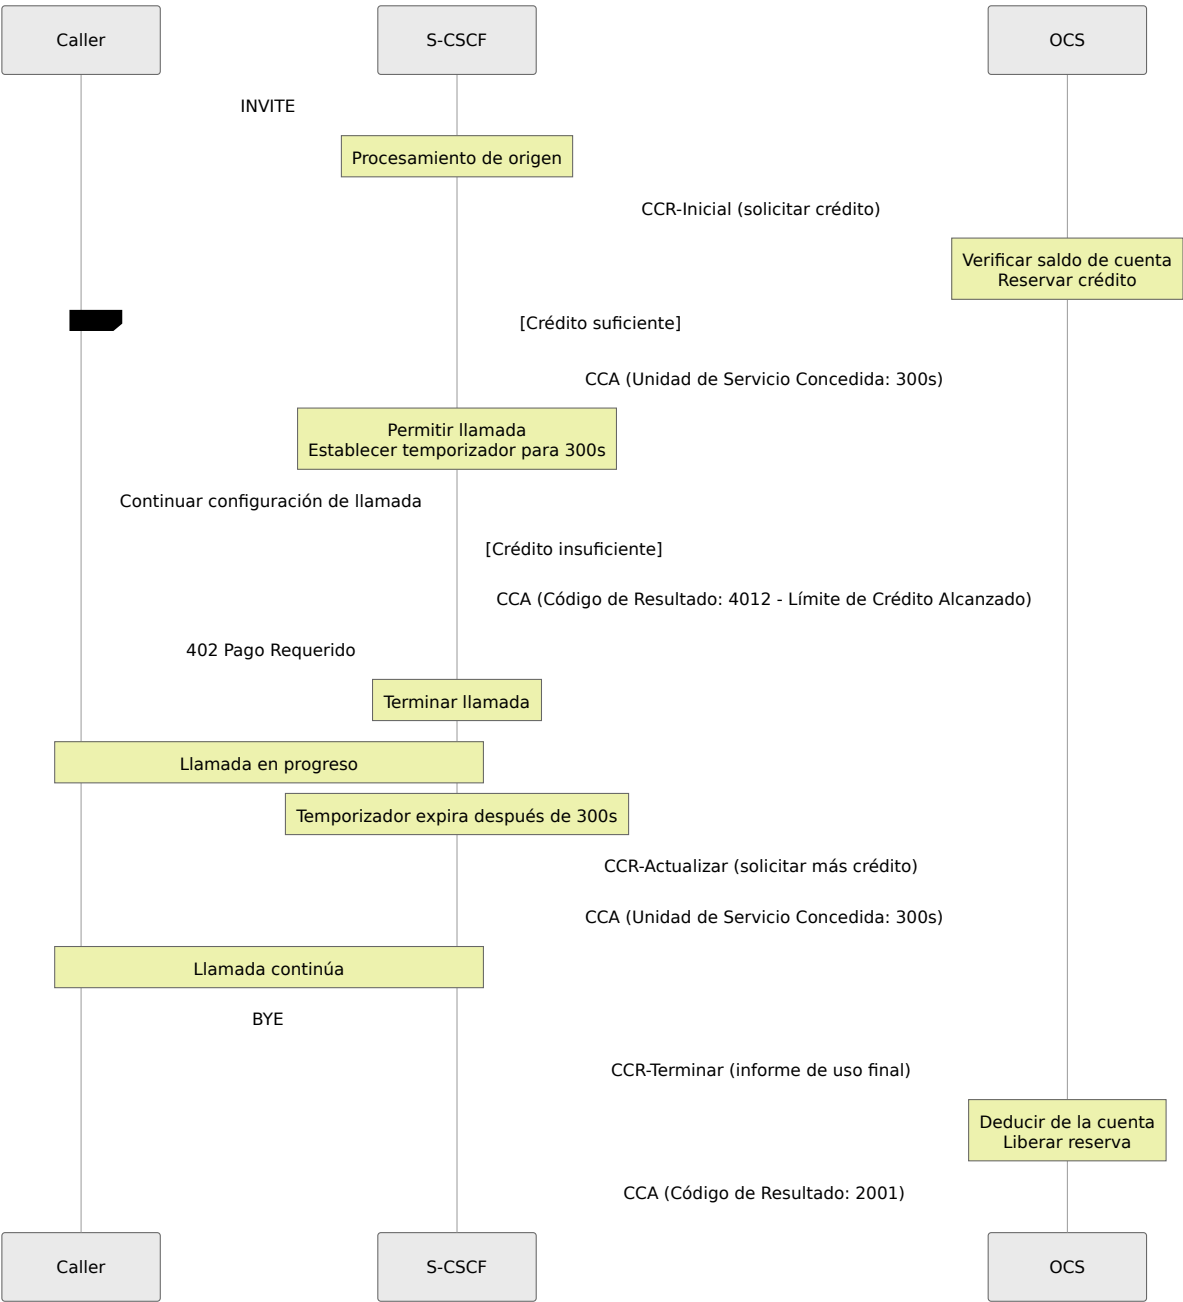 Caller
S-CSCF
OCS
INVITE
Procesamiento de origen
CCR-Inicial (solicitar crédito)
Verificar saldo de cuenta
Reservar crédito
[Crédito suficiente]
CCA (Unidad de Servicio Concedida: 300s)
Permitir llamada
Establecer temporizador para 300s
Continuar configuración de llamada
[Crédito insuficiente]
CCA (Código de Resultado: 4012 - Límite de Crédito Alcanzado)
402 Pago Requerido
Terminar llamada
Llamada en progreso
Temporizador expira después de 300s
CCR-Actualizar (solicitar más crédito)
CCA (Unidad de Servicio Concedida: 300s)
Llamada continúa
BYE
CCR-Terminar (informe de uso final)
Deducir de la cuenta
Liberar reserva
CCA (Código de Resultado: 2001)
Caller
S-CSCF
OCS